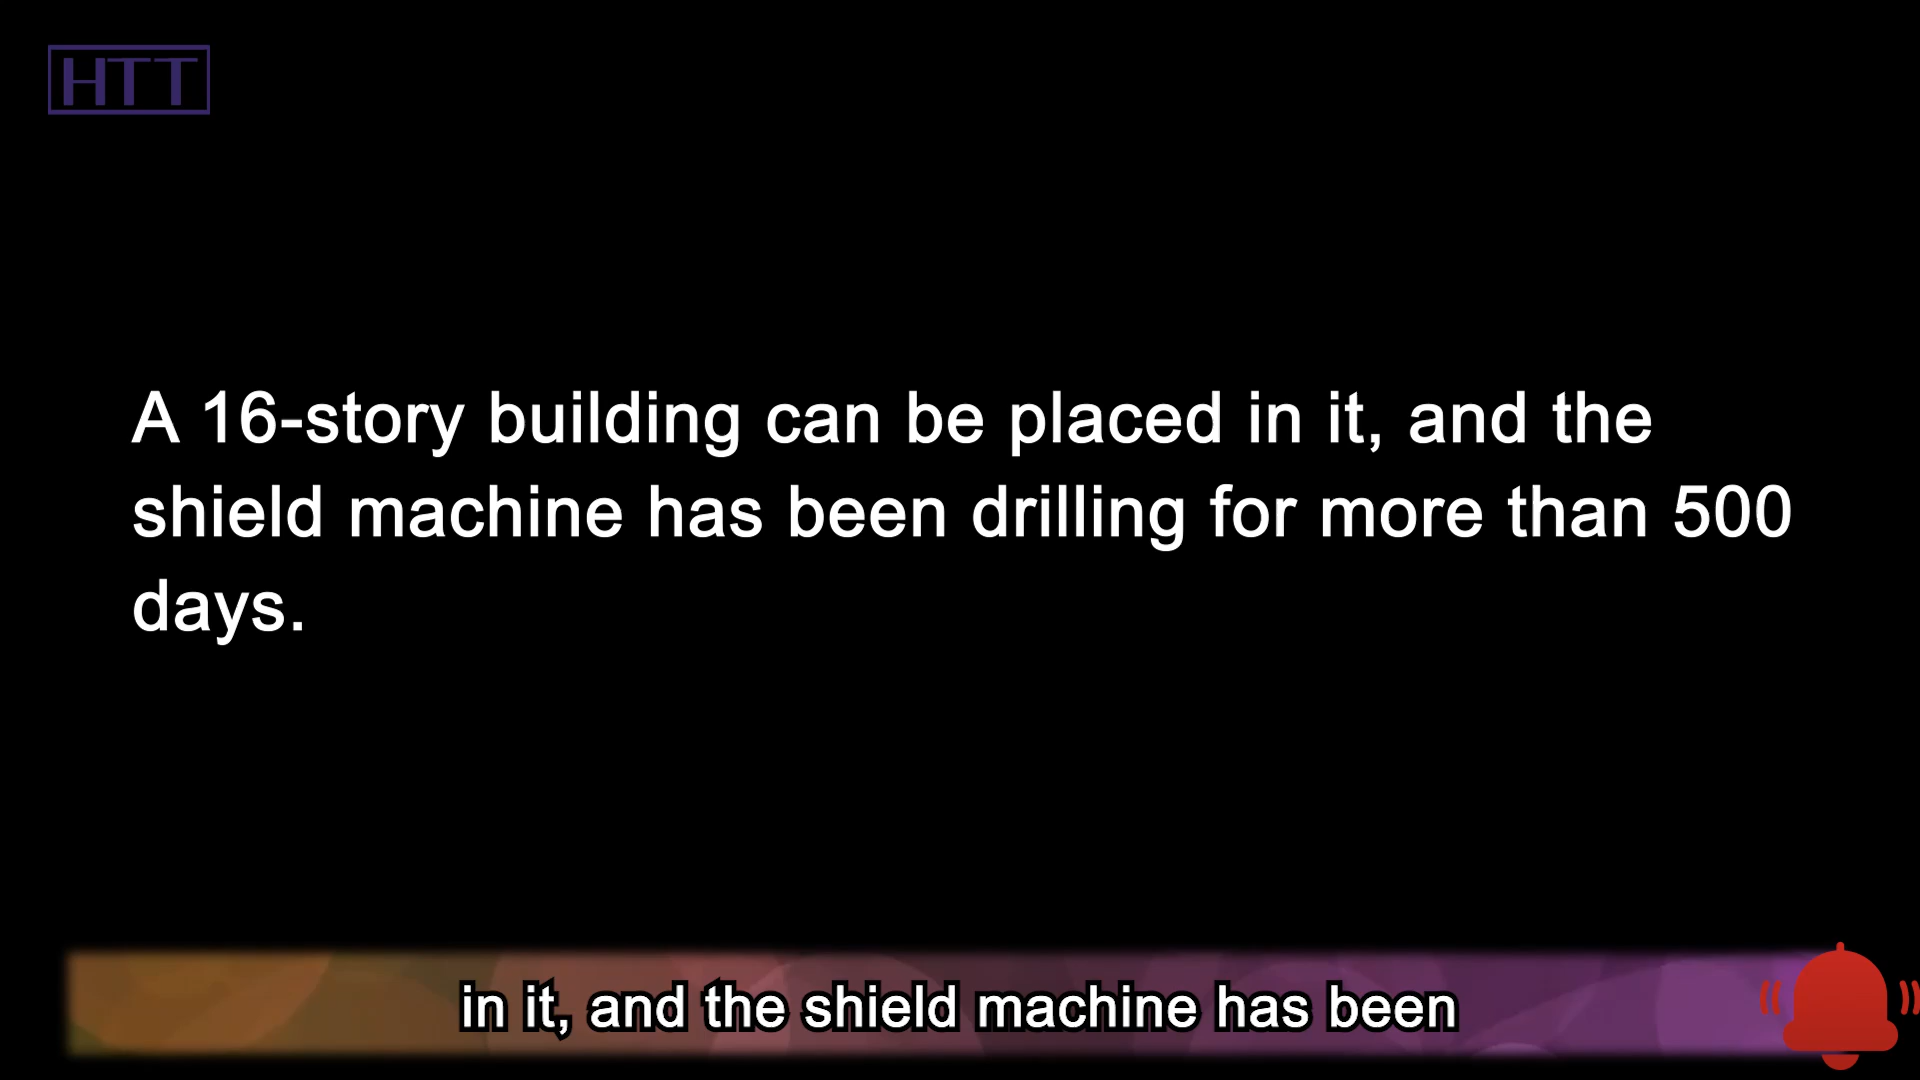 HTT
A 16-story building can be placed in it, and the
shield machine has been drilling for more than 500
days.
in it, and the shield machine has been